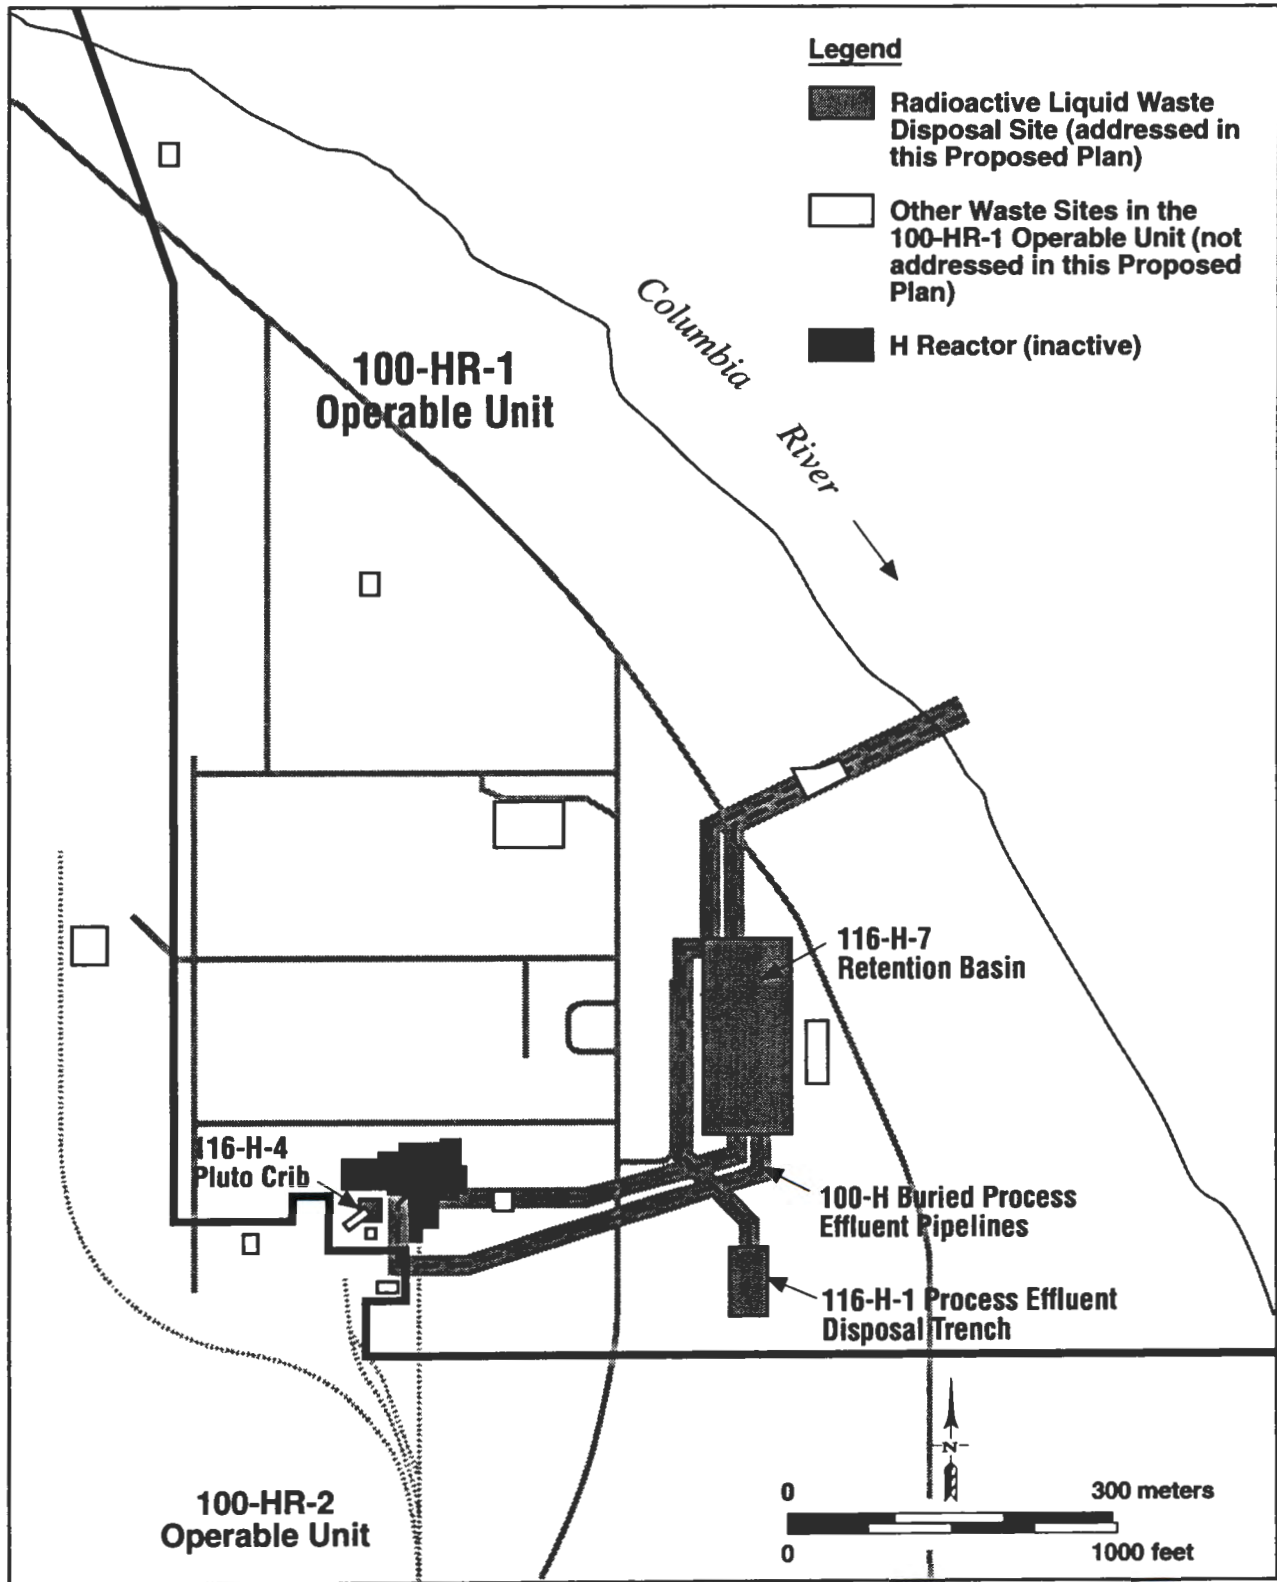 Legend
Radioactive Liquid Waste
Disposal Site (addressed in
this Proposed Plan)
Other Waste Sites in the
100-HR-1 Operable Unit (not
addressed in this Proposed
Plan)
H Reactor (inactive)
Columbia
River
100-HR-1
Operable Unit
116-H-7
Retention Basin
116-H-4
Pluto Crib
100-H Buried Process
Effluent Pipelines
116-H-1 Process Effluent
Disposal Trench
N
100-HR-2
Operable Unit
0 300 meters
0 1000 feet